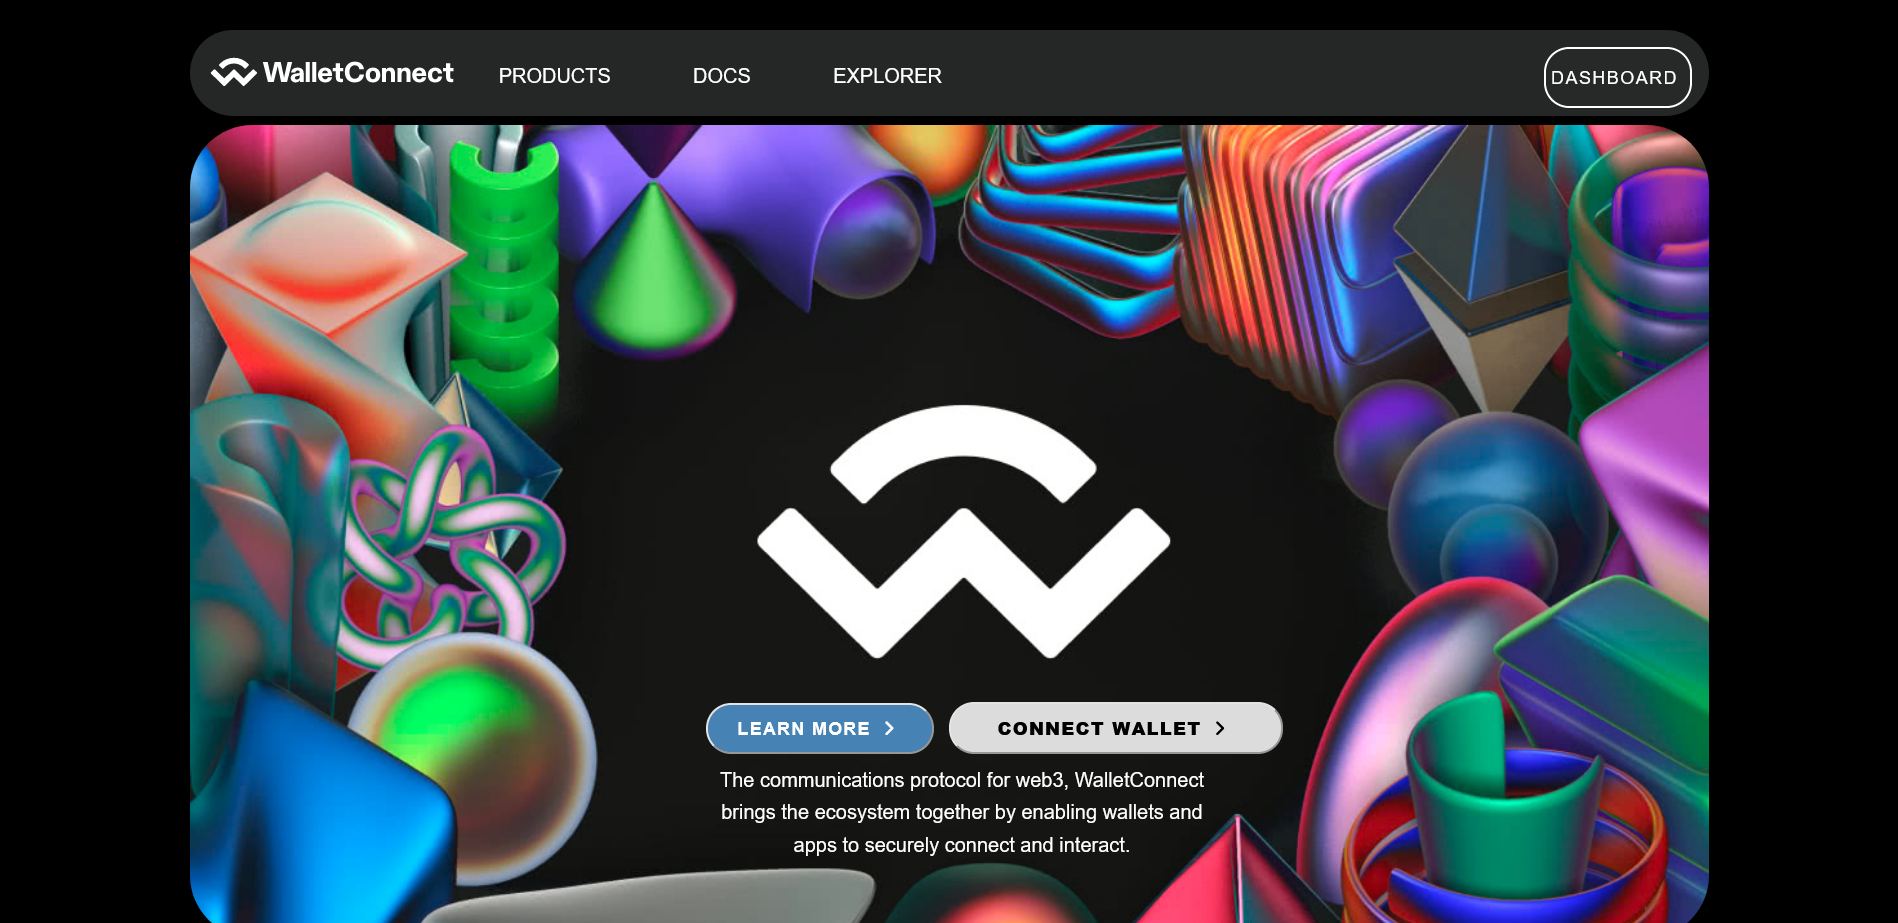 WalletConnect
PRODUCTS
DOCS
EXPLORER
DASHBOARD
LEARN MORE
CONNECT WALLET
The communications protocol for web3, WalletConnect
brings the ecosystem together by enabling wallets and
apps to securely connect and interact.